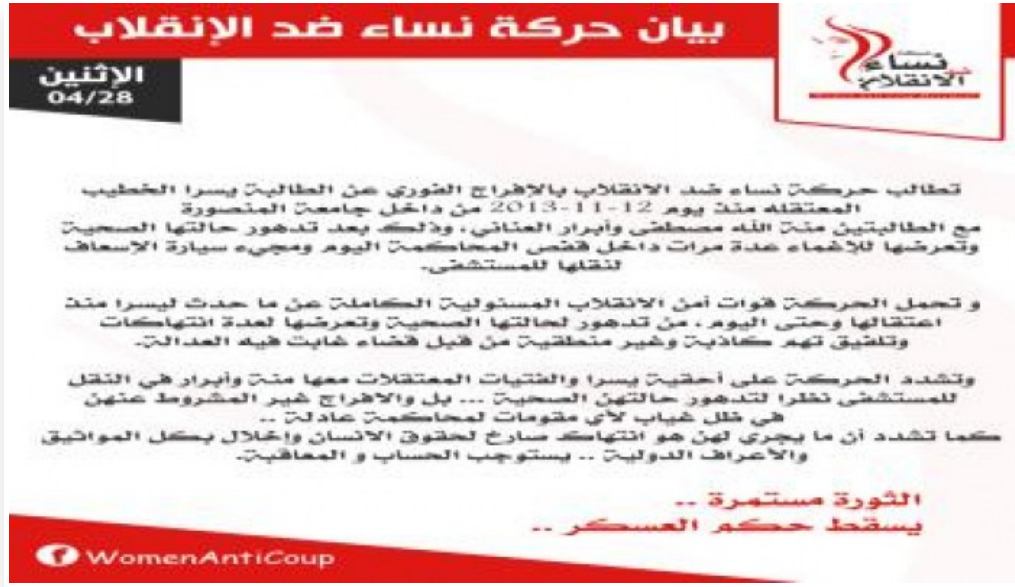 بيان حركة نساء ضد الإنقلاب
حركة
نساء
ضد
الانقلاب
الإثنين
04/28
تطالب حركة نساء ضد الانقلاب بالافراج الفوري عن الطالبة يسرا الخطيب
المعتقله منذ يوم 12-11-2013 من داخل جامعة المنصورة
مع الطالبتين منة الله مصطفى وأبرار العناني ، وذلك بعد تدهور حالتها الصحية
وتعرضها للإغماء عدة مرات داخل قفص المحاكمة اليوم ومجيء سيارة الاسعاف
لنقلها للمستشفى.
و تحمل الحركة قوات أمن الانقلاب المسئولية الكاملة عن ما حدث ليسرا منذ
اعتقالها وحتى اليوم ، من تدهور لحالتها الصحية وتعرضها لعدة انتهاكات
وتلفيق تهم كاذبة وغير منطقية من قبل قضاء غابت فيه العدالة.
وتشدد الحركة على أحقية يسرا والفتيات المعتقلات معها منة وأبرار في النقل
للمستشفى نظرا لتدهور حالتهن الصحية ... بل والافراج غير المشروط عنهن
في ظل غياب لأي مقومات لمحاكمة عادلة ..
كما تشدد أن ما يجري لهن هو انتهاك صارخ لحقوق الانسان وإخلال بكل المواثيق
والأعراف الدولية .. يستوجب الحساب و المعاقبة.
الثورة مستمرة ..
يسقط حكم العسكر ..
WomenAntiCoup